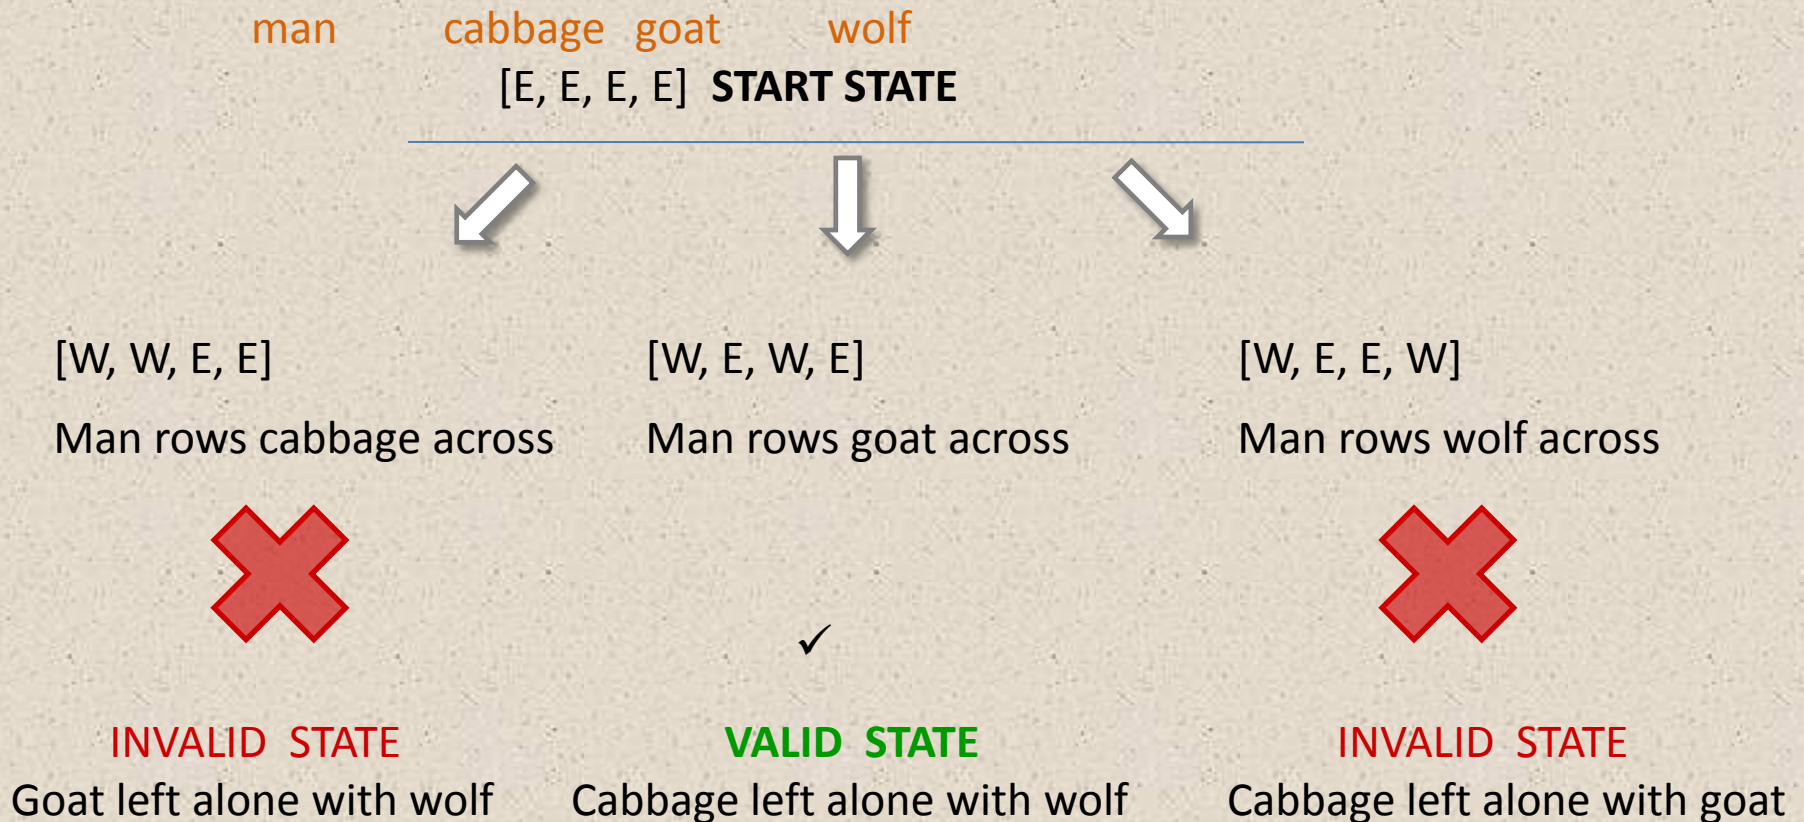 man cabbage goat wolf
[E, E, E, E] START STATE
[W, W, E, E] [W, E, W, E] [W, E, E, W]
Man rows cabbage across Man rows goat across Man rows wolf across
✓
INVALID STATE VALID STATE INVALID STATE
Goat left alone with wolf Cabbage left alone with wolf Cabbage left alone with goat